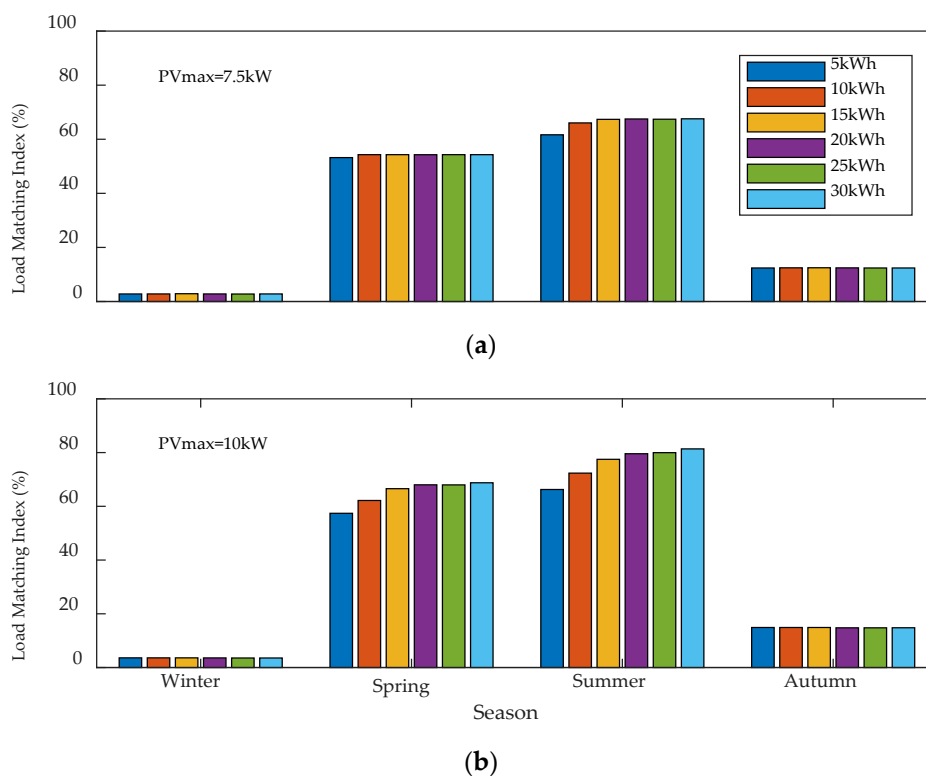 100
80
60
40
20
0
Load Matching Index (%)
PVmax=7.5kW
5kWh
10kWh
15kWh
20kWh
25kWh
30kWh
(a)
100
80
60
40
20
0
Load Matching Index (%)
PVmax=10kW
Winter Spring Summer Autumn
Season
(b)